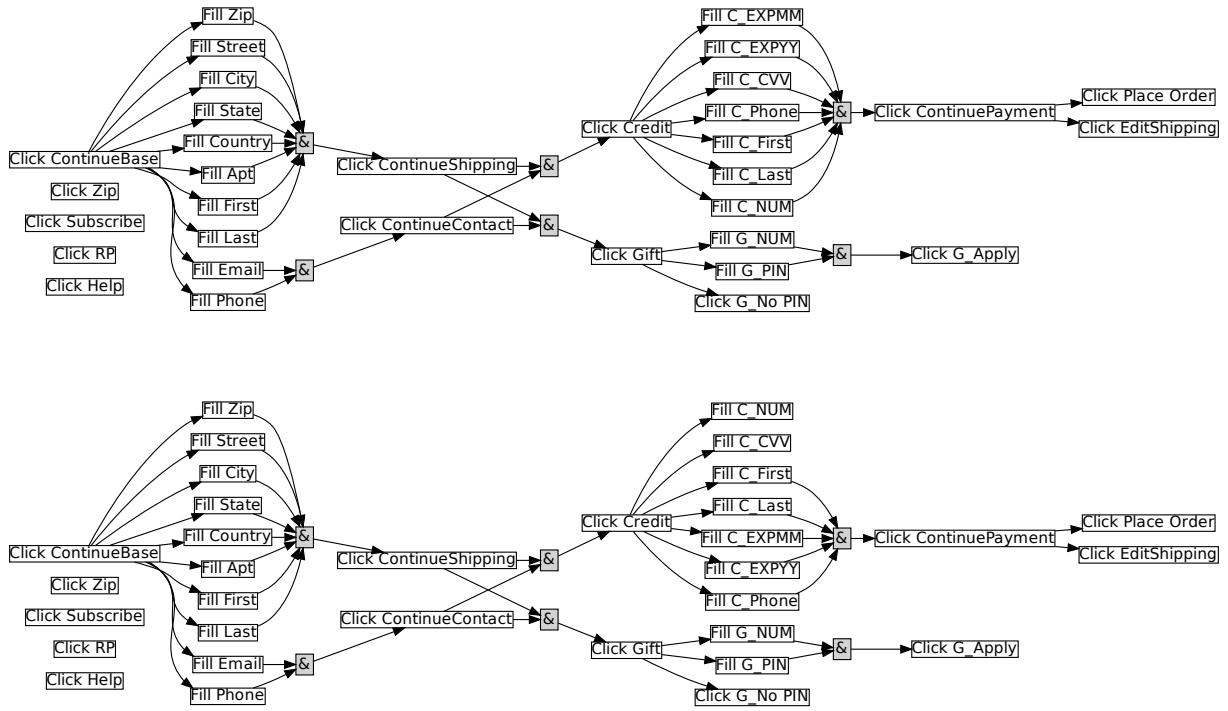 Fill Zip
Fill Street
Fill City
Fill State
Fill Country
Fill Apt
Fill First
Fill Last
Fill Email
Fill Phone
Click ContinueBase
Click Zip
Click Subscribe
Click RP
Click Help
&
&
Click ContinueShipping
Click ContinueContact
&
&
Click Credit
Click Gift
Fill C_EXPMM
Fill C_EXPYY
Fill C_CVV
Fill C_Phone
Fill C_First
Fill C_Last
Fill C_NUM
Fill G_NUM
Fill G_PIN
Click G_No PIN
&
&
Click ContinuePayment
Click G_Apply
Click Place Order
Click EditShipping
Fill Zip
Fill Street
Fill City
Fill State
Fill Country
Fill Apt
Fill First
Fill Last
Fill Email
Fill Phone
Click ContinueBase
Click Zip
Click Subscribe
Click RP
Click Help
&
&
Click ContinueShipping
Click ContinueContact
&
&
Click Credit
Click Gift
Fill C_NUM
Fill C_CVV
Fill C_First
Fill C_Last
Fill C_EXPMM
Fill C_EXPYY
Fill C_Phone
Fill G_NUM
Fill G_PIN
Click G_No PIN
&
&
Click ContinuePayment
Click G_Apply
Click Place Order
Click EditShipping